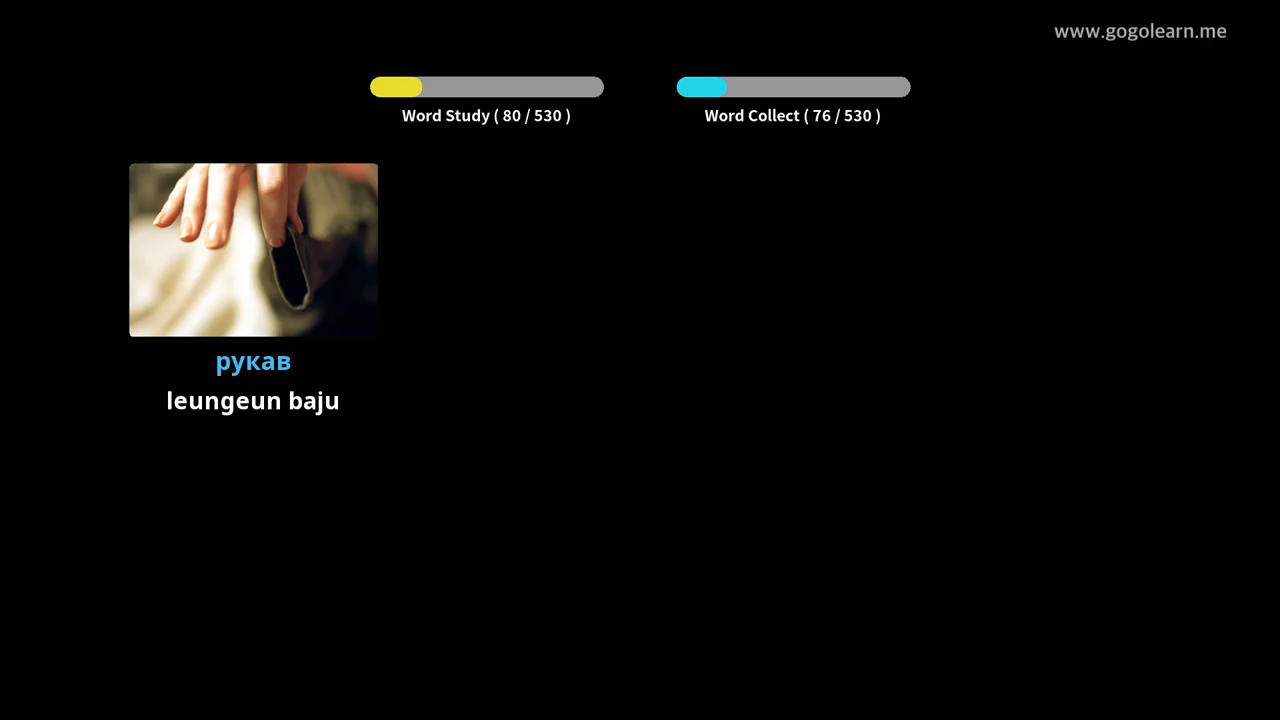 www.gogolearn.me
Word Study ( 80 / 530 )
Word Collect ( 76 / 530 )
рукав
leungeun baju